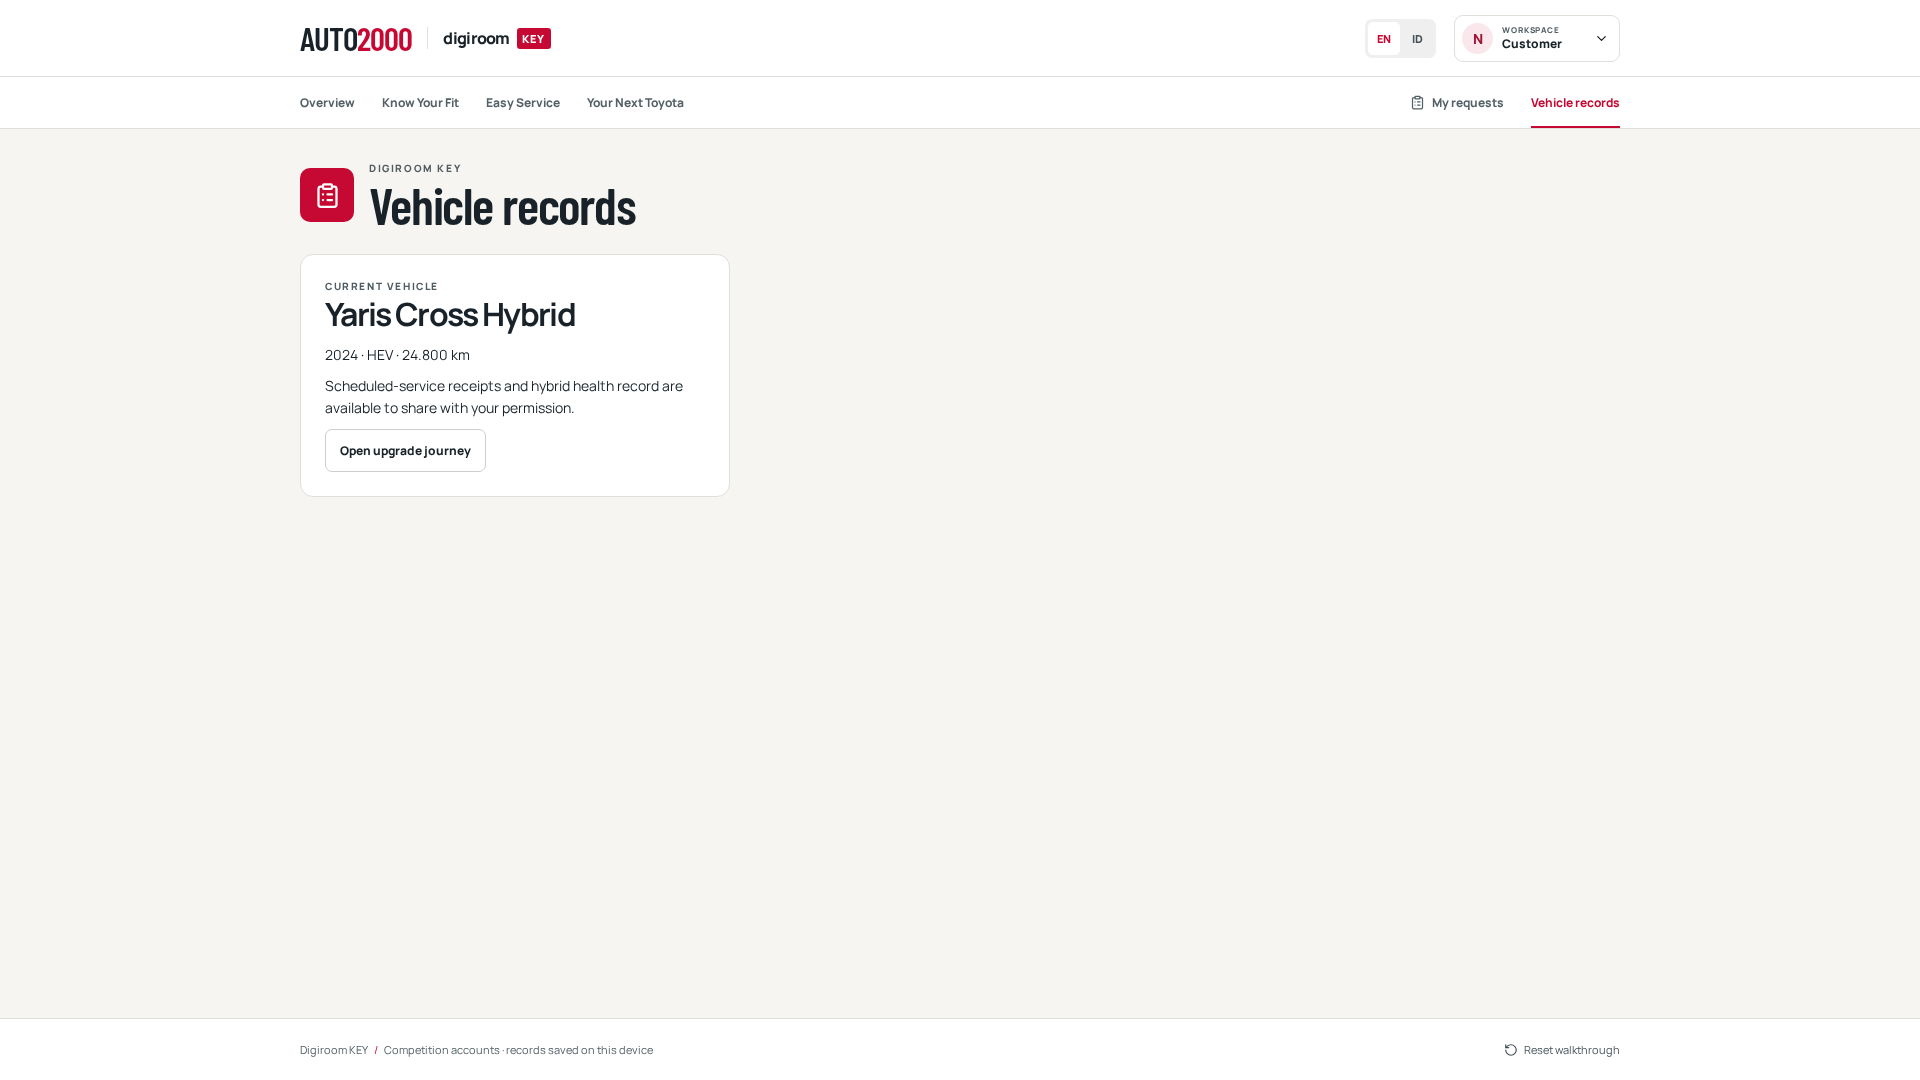 AUTO2000
digiroom KEY
EN ID
N
WORKSPACE
Customer
Overview
Know Your Fit
Easy Service
Your Next Toyota
My requests
Vehicle records
DIGIROOM KEY
Vehicle records
CURRENT VEHICLE
Yaris Cross Hybrid
2024 · HEV · 24.800 km
Scheduled-service receipts and hybrid health record are
available to share with your permission.
Open upgrade journey
Digiroom KEY / Competition accounts · records saved on this device
Reset walkthrough